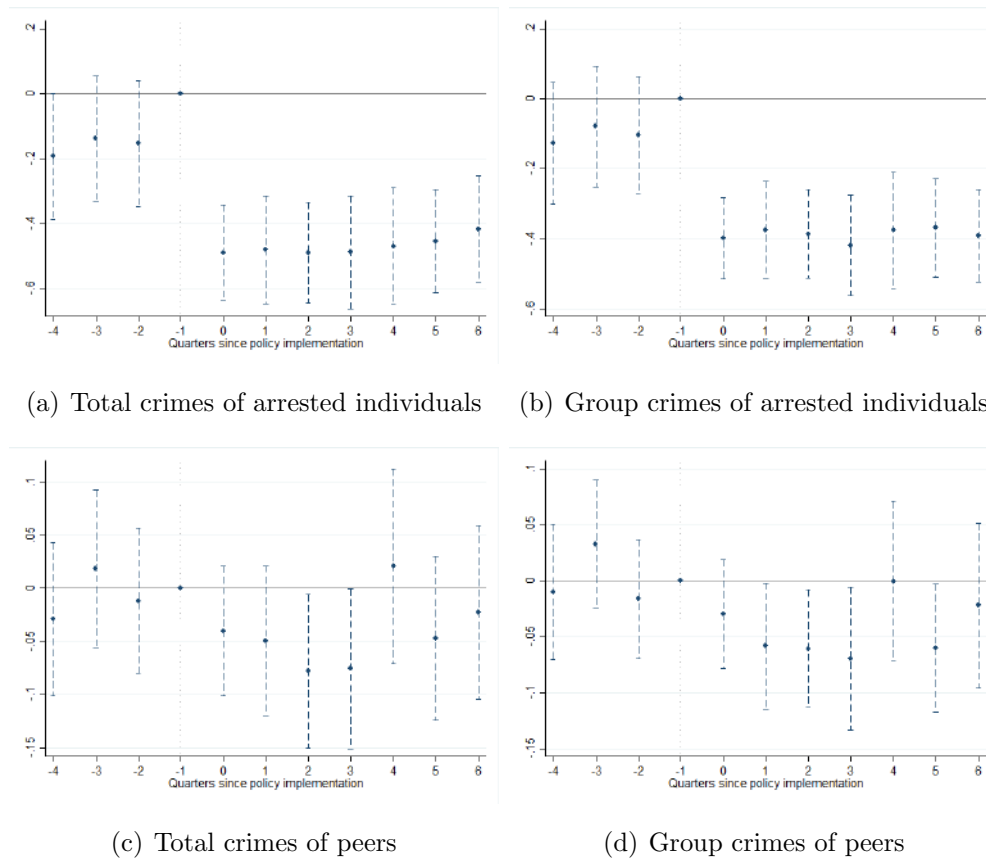 .2
0
-.2
-.4
-.6
-4 -3 -2 -1 0 1 2 3 4 5 6
Quarters since policy implementation
(a) Total crimes of arrested individuals
.2
0
-.2
-.4
-.6
-4 -3 -2 -1 0 1 2 3 4 5 6
Quarters since policy implementation
(b) Group crimes of arrested individuals
.1
.05
0
-.05
-.1
-.15
-4 -3 -2 -1 0 1 2 3 4 5 6
Quarters since policy implementation
(c) Total crimes of peers
.1
.05
0
-.05
-.1
-.15
-4 -3 -2 -1 0 1 2 3 4 5 6
Quarters since policy implementation
(d) Group crimes of peers